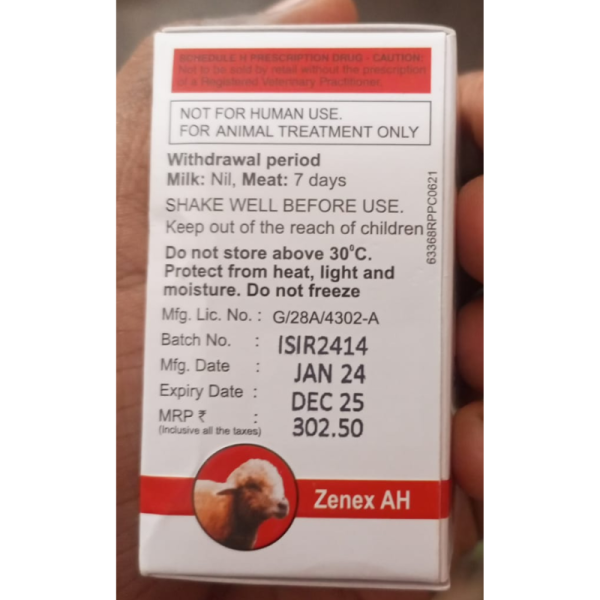 SCHEDULE H PRESCRIPTION DRUG - CAUTION:
Not to be sold by retail without the prescription
of a Registered Veterinary Practitioner.
NOT FOR HUMAN USE.
FOR ANIMAL TREATMENT ONLY
Withdrawal period
Milk: Nil, Meat: 7 days
SHAKE WELL BEFORE USE.
Keep out of the reach of children
Do not store above 30⁰C.
Protect from heat, light and
moisture. Do not freeze
Mfg. Lic. No. : G/28A/4302-A
Batch No. : ISIR2414
Mfg. Date : JAN 24
Expiry Date : DEC 25
MRP ₹ : 302.50
(Inclusive all the taxes)
63368RPPC0621
Zenex AH